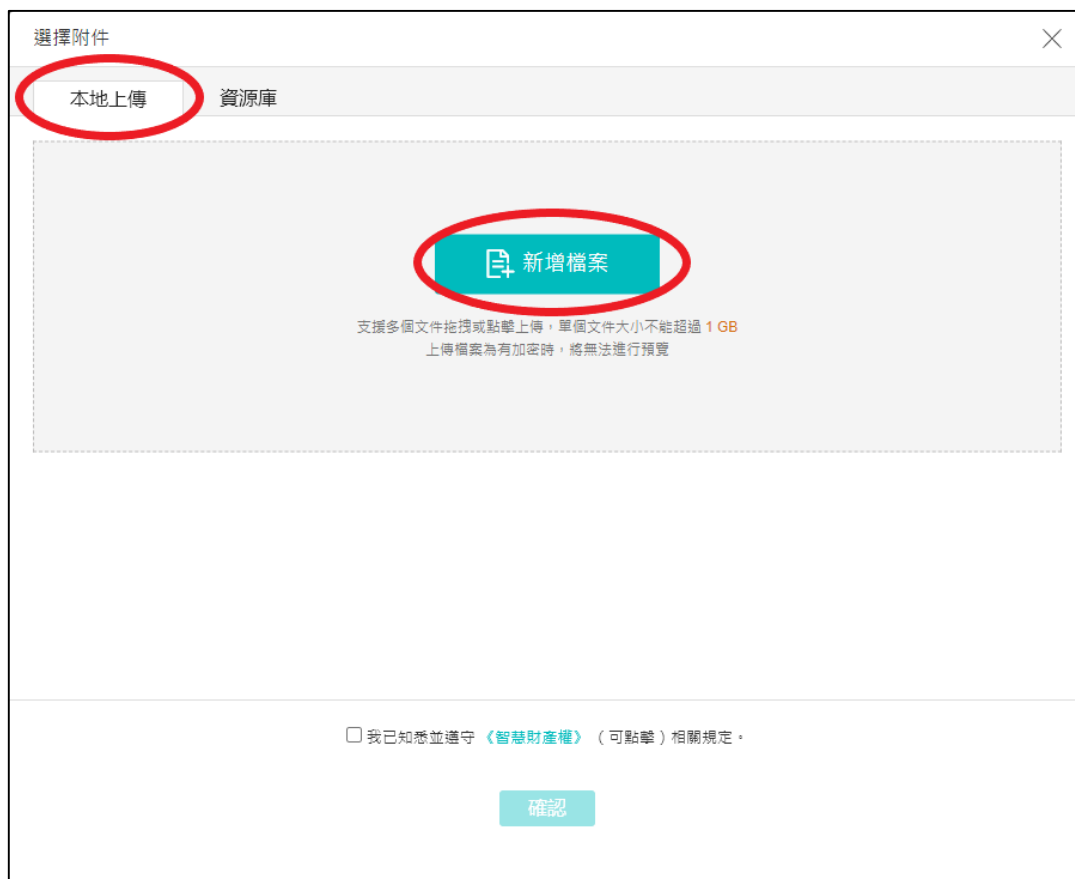 選擇附件
本地上傳 資源庫
新增檔案
支援多個文件拖拽或點擊上傳，單個文件大小不能超過 1 GB
上傳檔案為有加密時，將無法進行預覽
我已知悉並遵守《智慧財產權》（可點擊）相關規定。
確認